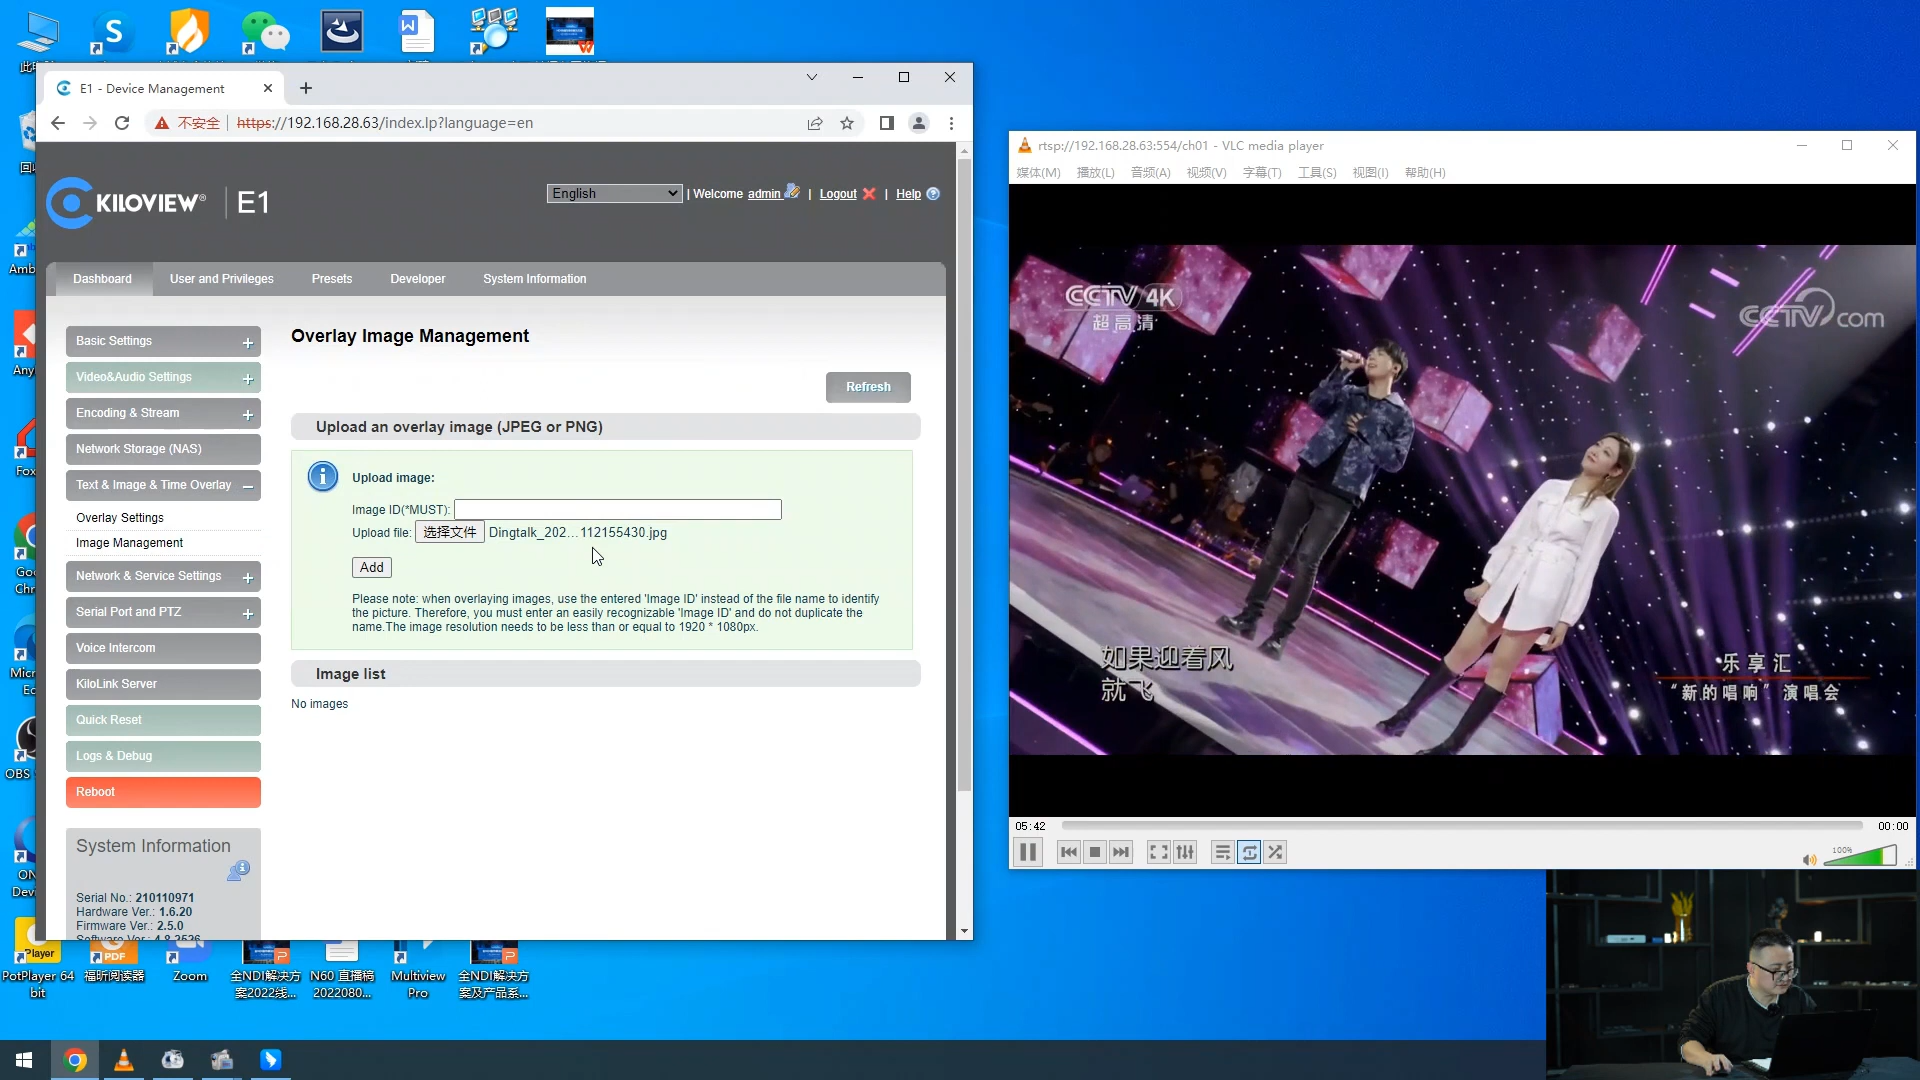 E1 - Device Management
不安全
https://192.168.28.63/index.lp?language=en
KILOVIEW®
E1
English
| Welcome admin | Logout | Help
Dashboard
User and Privileges
Presets
Developer
System Information
Basic Settings
Video&Audio Settings
Encoding & Stream
Network Storage (NAS)
Text & Image & Time Overlay
Overlay Settings
Image Management
Network & Service Settings
Serial Port and PTZ
Voice Intercom
KiloLink Server
Quick Reset
Logs & Debug
Reboot
System Information
Serial No.: 210110971
Hardware Ver.: 1.6.20
Firmware Ver.: 2.5.0
Software Ver.: 4.8.2526
Overlay Image Management
Refresh
Upload an overlay image (JPEG or PNG)
Upload image:
Image ID(*MUST):
Upload file: 选择文件 Dingtalk_202...112155430.jpg
Add
Please note: when overlaying images, use the entered 'Image ID' instead of the file name to identify
the picture. Therefore, you must enter an easily recognizable 'Image ID' and do not duplicate the
name.The image resolution needs to be less than or equal to 1920 * 1080px.
Image list
No images
rtsp://192.168.28.63:554/ch01 - VLC media player
媒体(M)
播放(L)
音频(A)
视频(V)
字幕(T)
工具(S)
视图(I)
帮助(H)
CCTV 4K
超高清
CCTV.com
如果迎着风
就飞
乐享汇
“新的唱响”演唱会
05:42
00:00
100%
Player
PDF
PotPlayer 64
bit
福昕阅读器
Zoom
全NDI解决方
案2022线...
N60 直播稿
2022080...
Multiview
Pro
全NDI解决方
案及产品系...